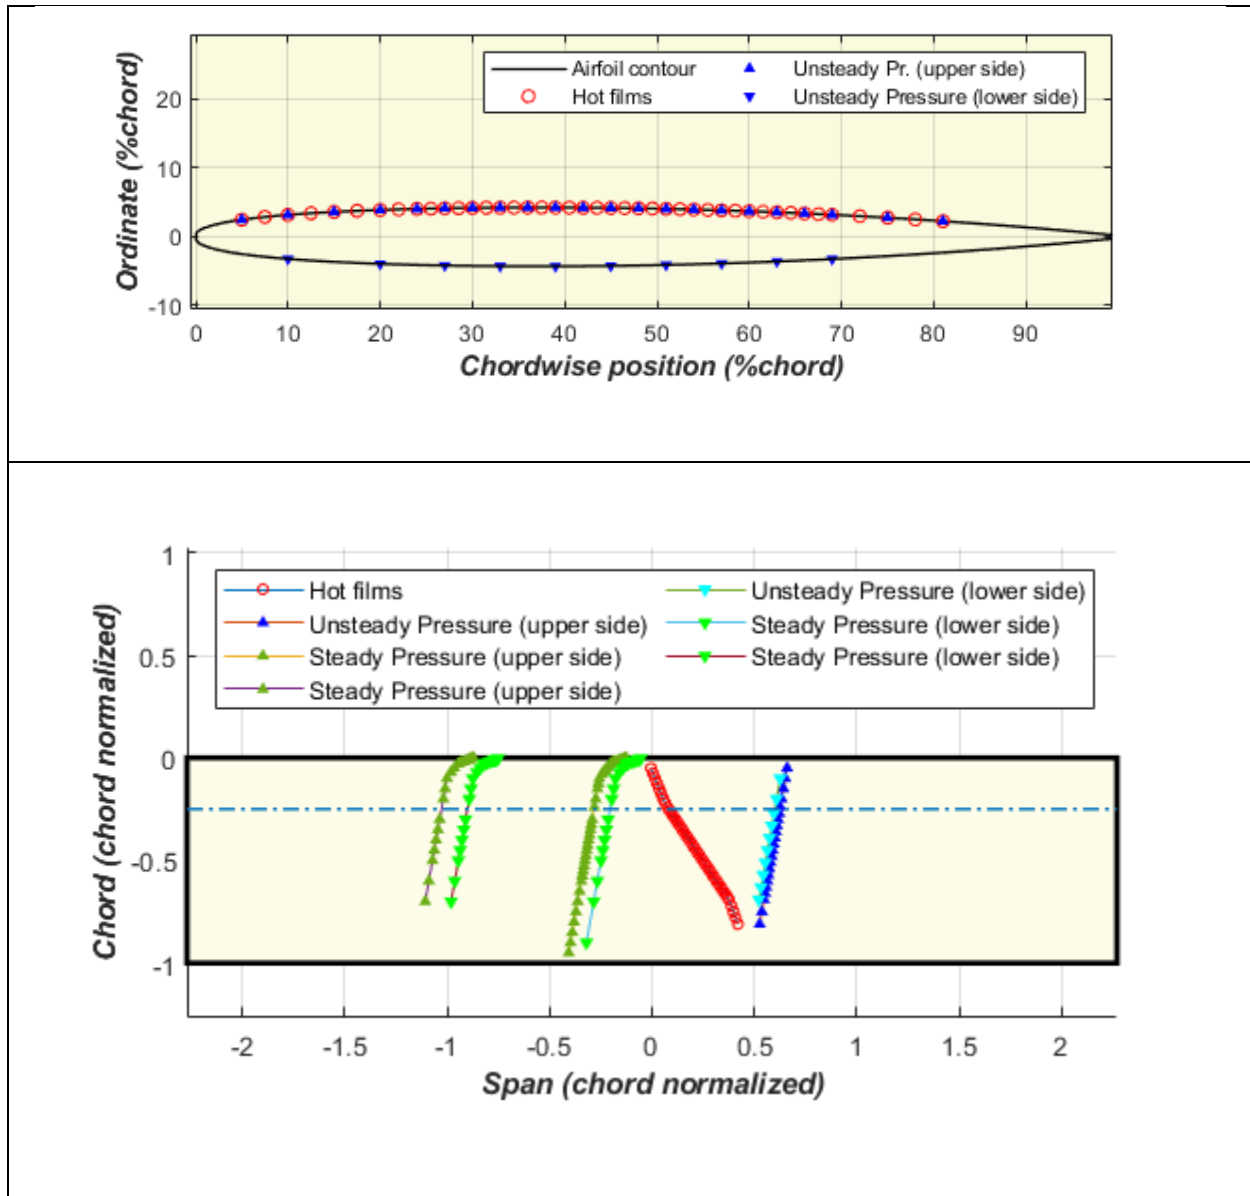 Airfoil contour
Hot films
Unsteady Pr. (upper side)
Unsteady Pressure (lower side)
Ordinate (%chord)
20
10
0
-10
0 10 20 30 40 50 60 70 80 90
Chordwise position (%chord)
Hot films
Unsteady Pressure (upper side)
Steady Pressure (upper side)
Steady Pressure (upper side)
Unsteady Pressure (lower side)
Steady Pressure (lower side)
Steady Pressure (lower side)
Chord (chord normalized)
1
0.5
0
-0.5
-1
-2 -1.5 -1 -0.5 0 0.5 1 1.5 2
Span (chord normalized)